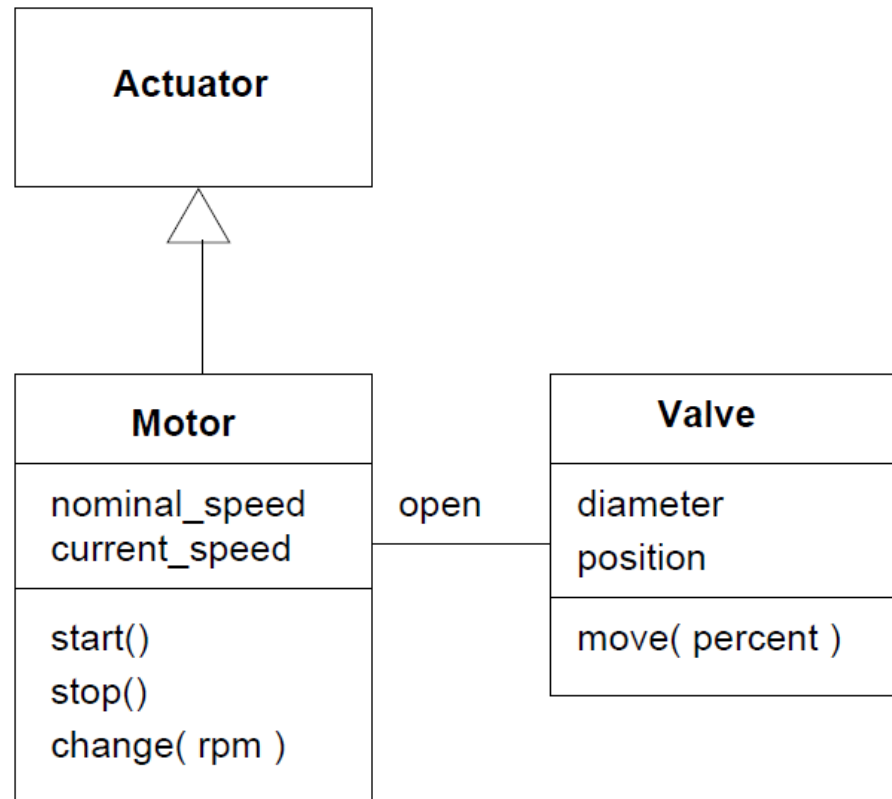 Actuator
Motor
nominal_speed
current_speed
start()
stop()
change( rpm )
open
Valve
diameter
position
move( percent )